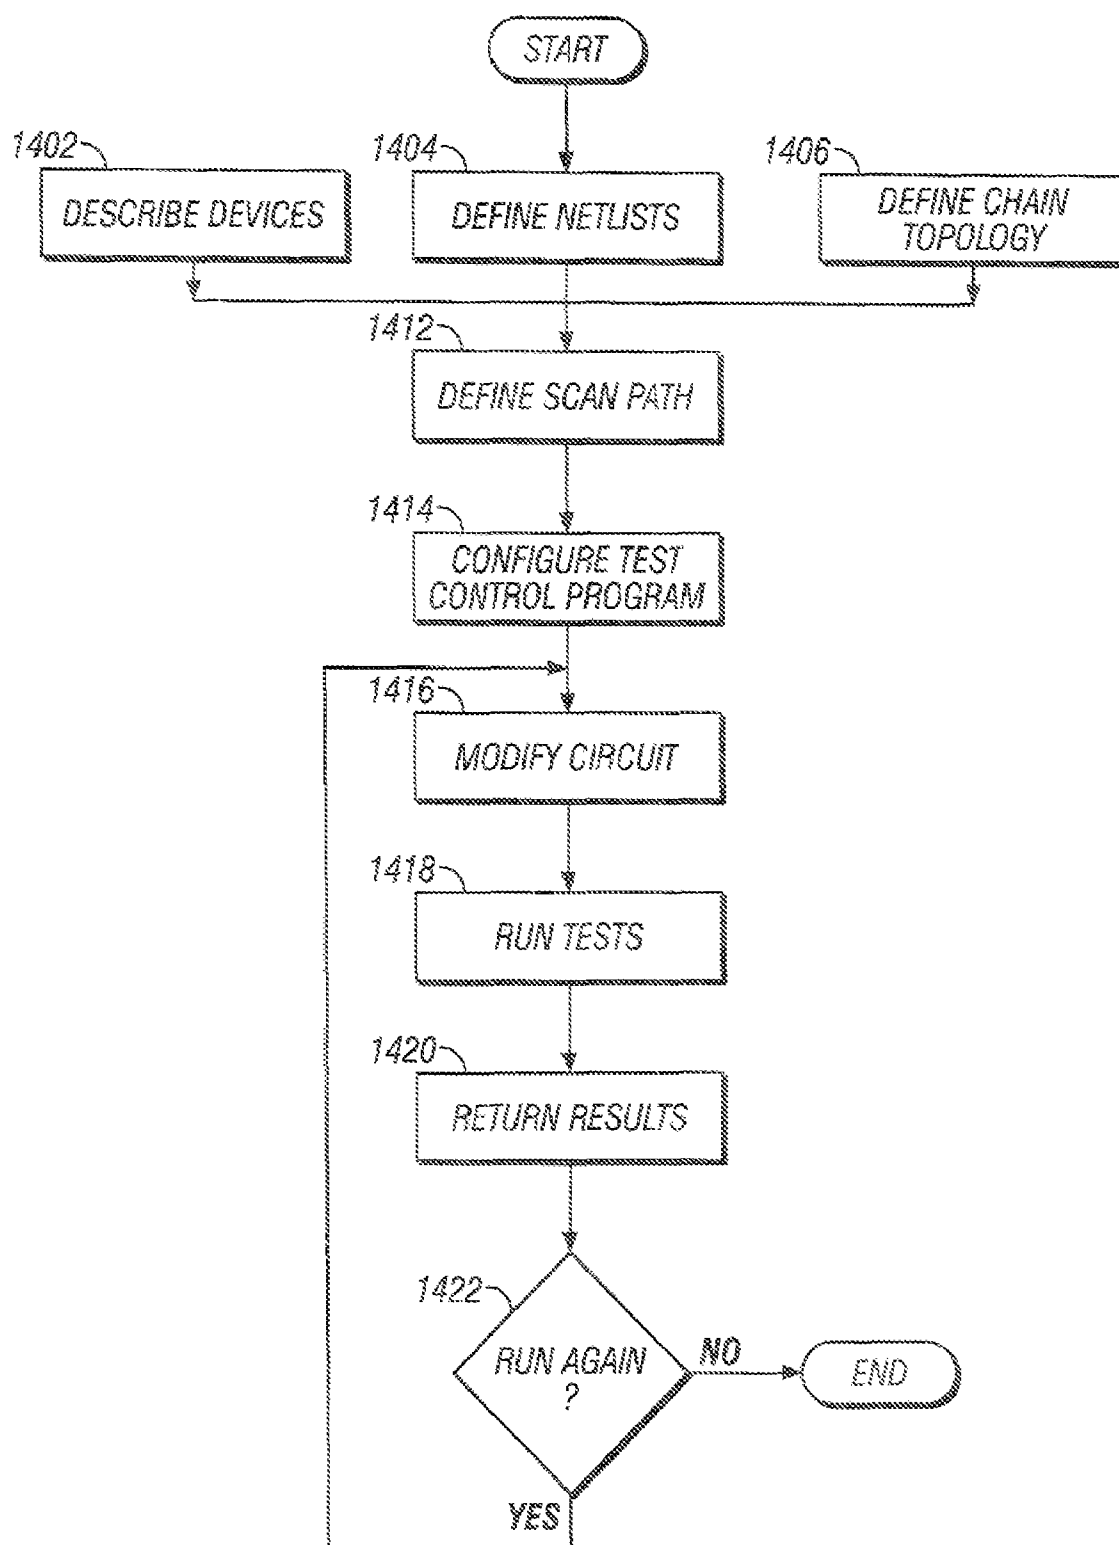 START
1402
DESCRIBE DEVICES
1404
DEFINE NETLISTS
1406
DEFINE CHAIN
TOPOLOGY
1412
DEFINE SCAN PATH
1414
CONFIGURE TEST
CONTROL PROGRAM
1416
MODIFY CIRCUIT
1418
RUN TESTS
1420
RETURN RESULTS
1422
RUN AGAIN
?
NO
END
YES